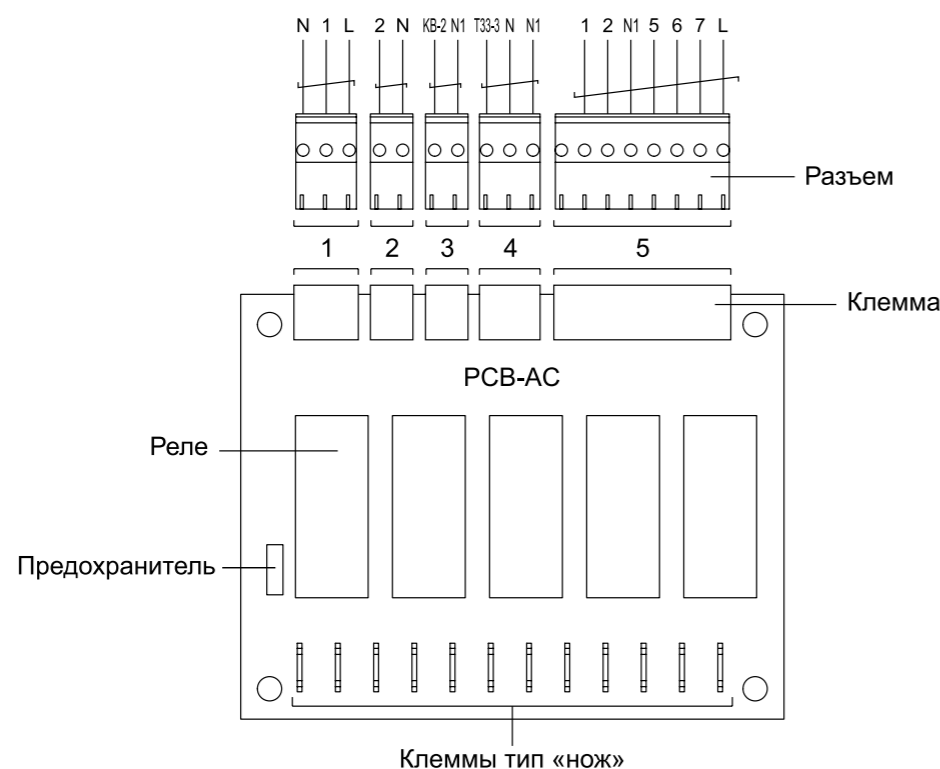 N 1 L 2 N КВ-2 N1 T33-3 N N1 1 2 N1 5 6 7 L
Разъем
1 2 3 4 5
Клемма
PCB-AC
Реле
Предохранитель
Клеммы тип «нож»